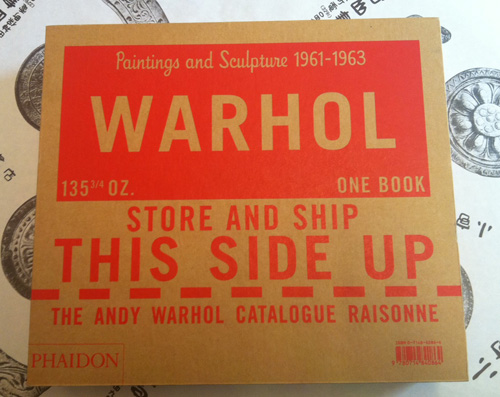 Paintings and Sculpture 1961-1963
WARHOL
135 3/4 OZ.
ONE BOOK
STORE AND SHIP
THIS SIDE UP
THE ANDY WARHOL CATALOGUE RAISONNE
PHAIDON